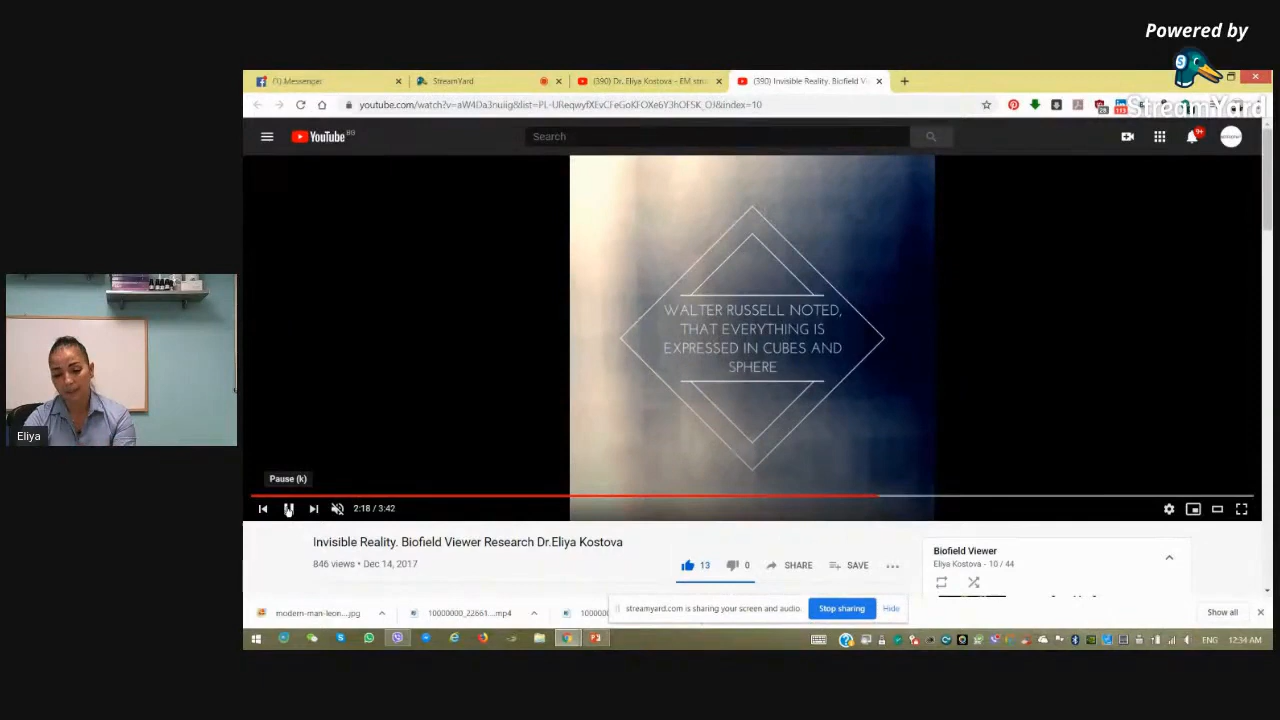 Powered by
StreamYard
(1) Messenger
StreamYard
(390) Dr. Eliya Kostova - EM
(390) Invisible Reality. Biofield V
youtube.com/watch?v=aW4Da3nuiig&list=PL-UReqwyfXEvCFeGoKFOXe6Y3hOF5K_OJ&index=10
YouTube
Search
9+
WALTER RUSSELL NOTED,
THAT EVERYTHING IS
EXPRESSED IN CUBES AND
SPHERE
Eliya
Pause (k)
2:18 / 3:42
Invisible Reality. Biofield Viewer Research Dr.Eliya Kostova
846 views • Dec 14, 2017
13
0
SHARE
SAVE
Biofield Viewer
Eliya Kostova - 10 / 44
modern-man-leon....jpg
10000000_22661....mp4
streamyard.com is sharing your screen and audio.
Stop sharing
Hide
Show all
ENG
12:34 AM